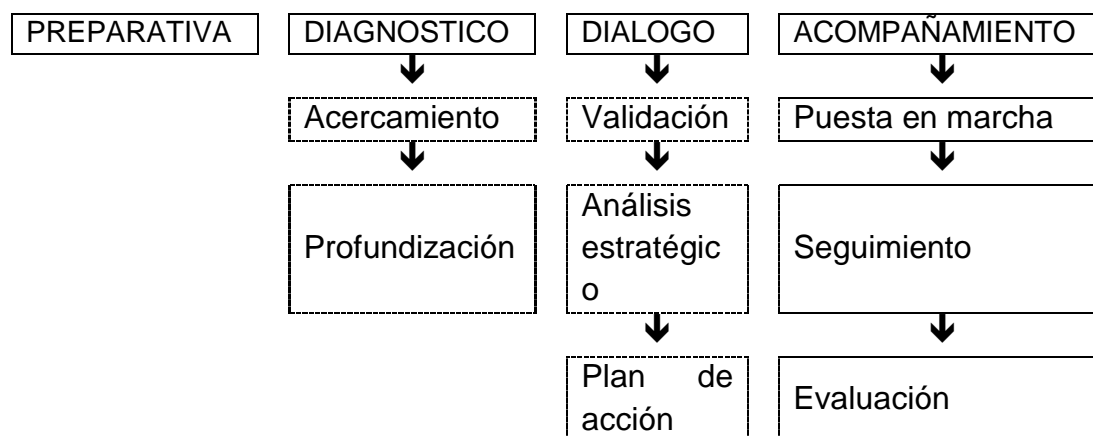 PREPARATIVA
DIAGNOSTICO
DIALOGO
ACOMPAÑAMIENTO
Acercamiento
Validación
Puesta en marcha
Profundización
Análisis
estratégic
o
Seguimiento
Plan de
acción
Evaluación